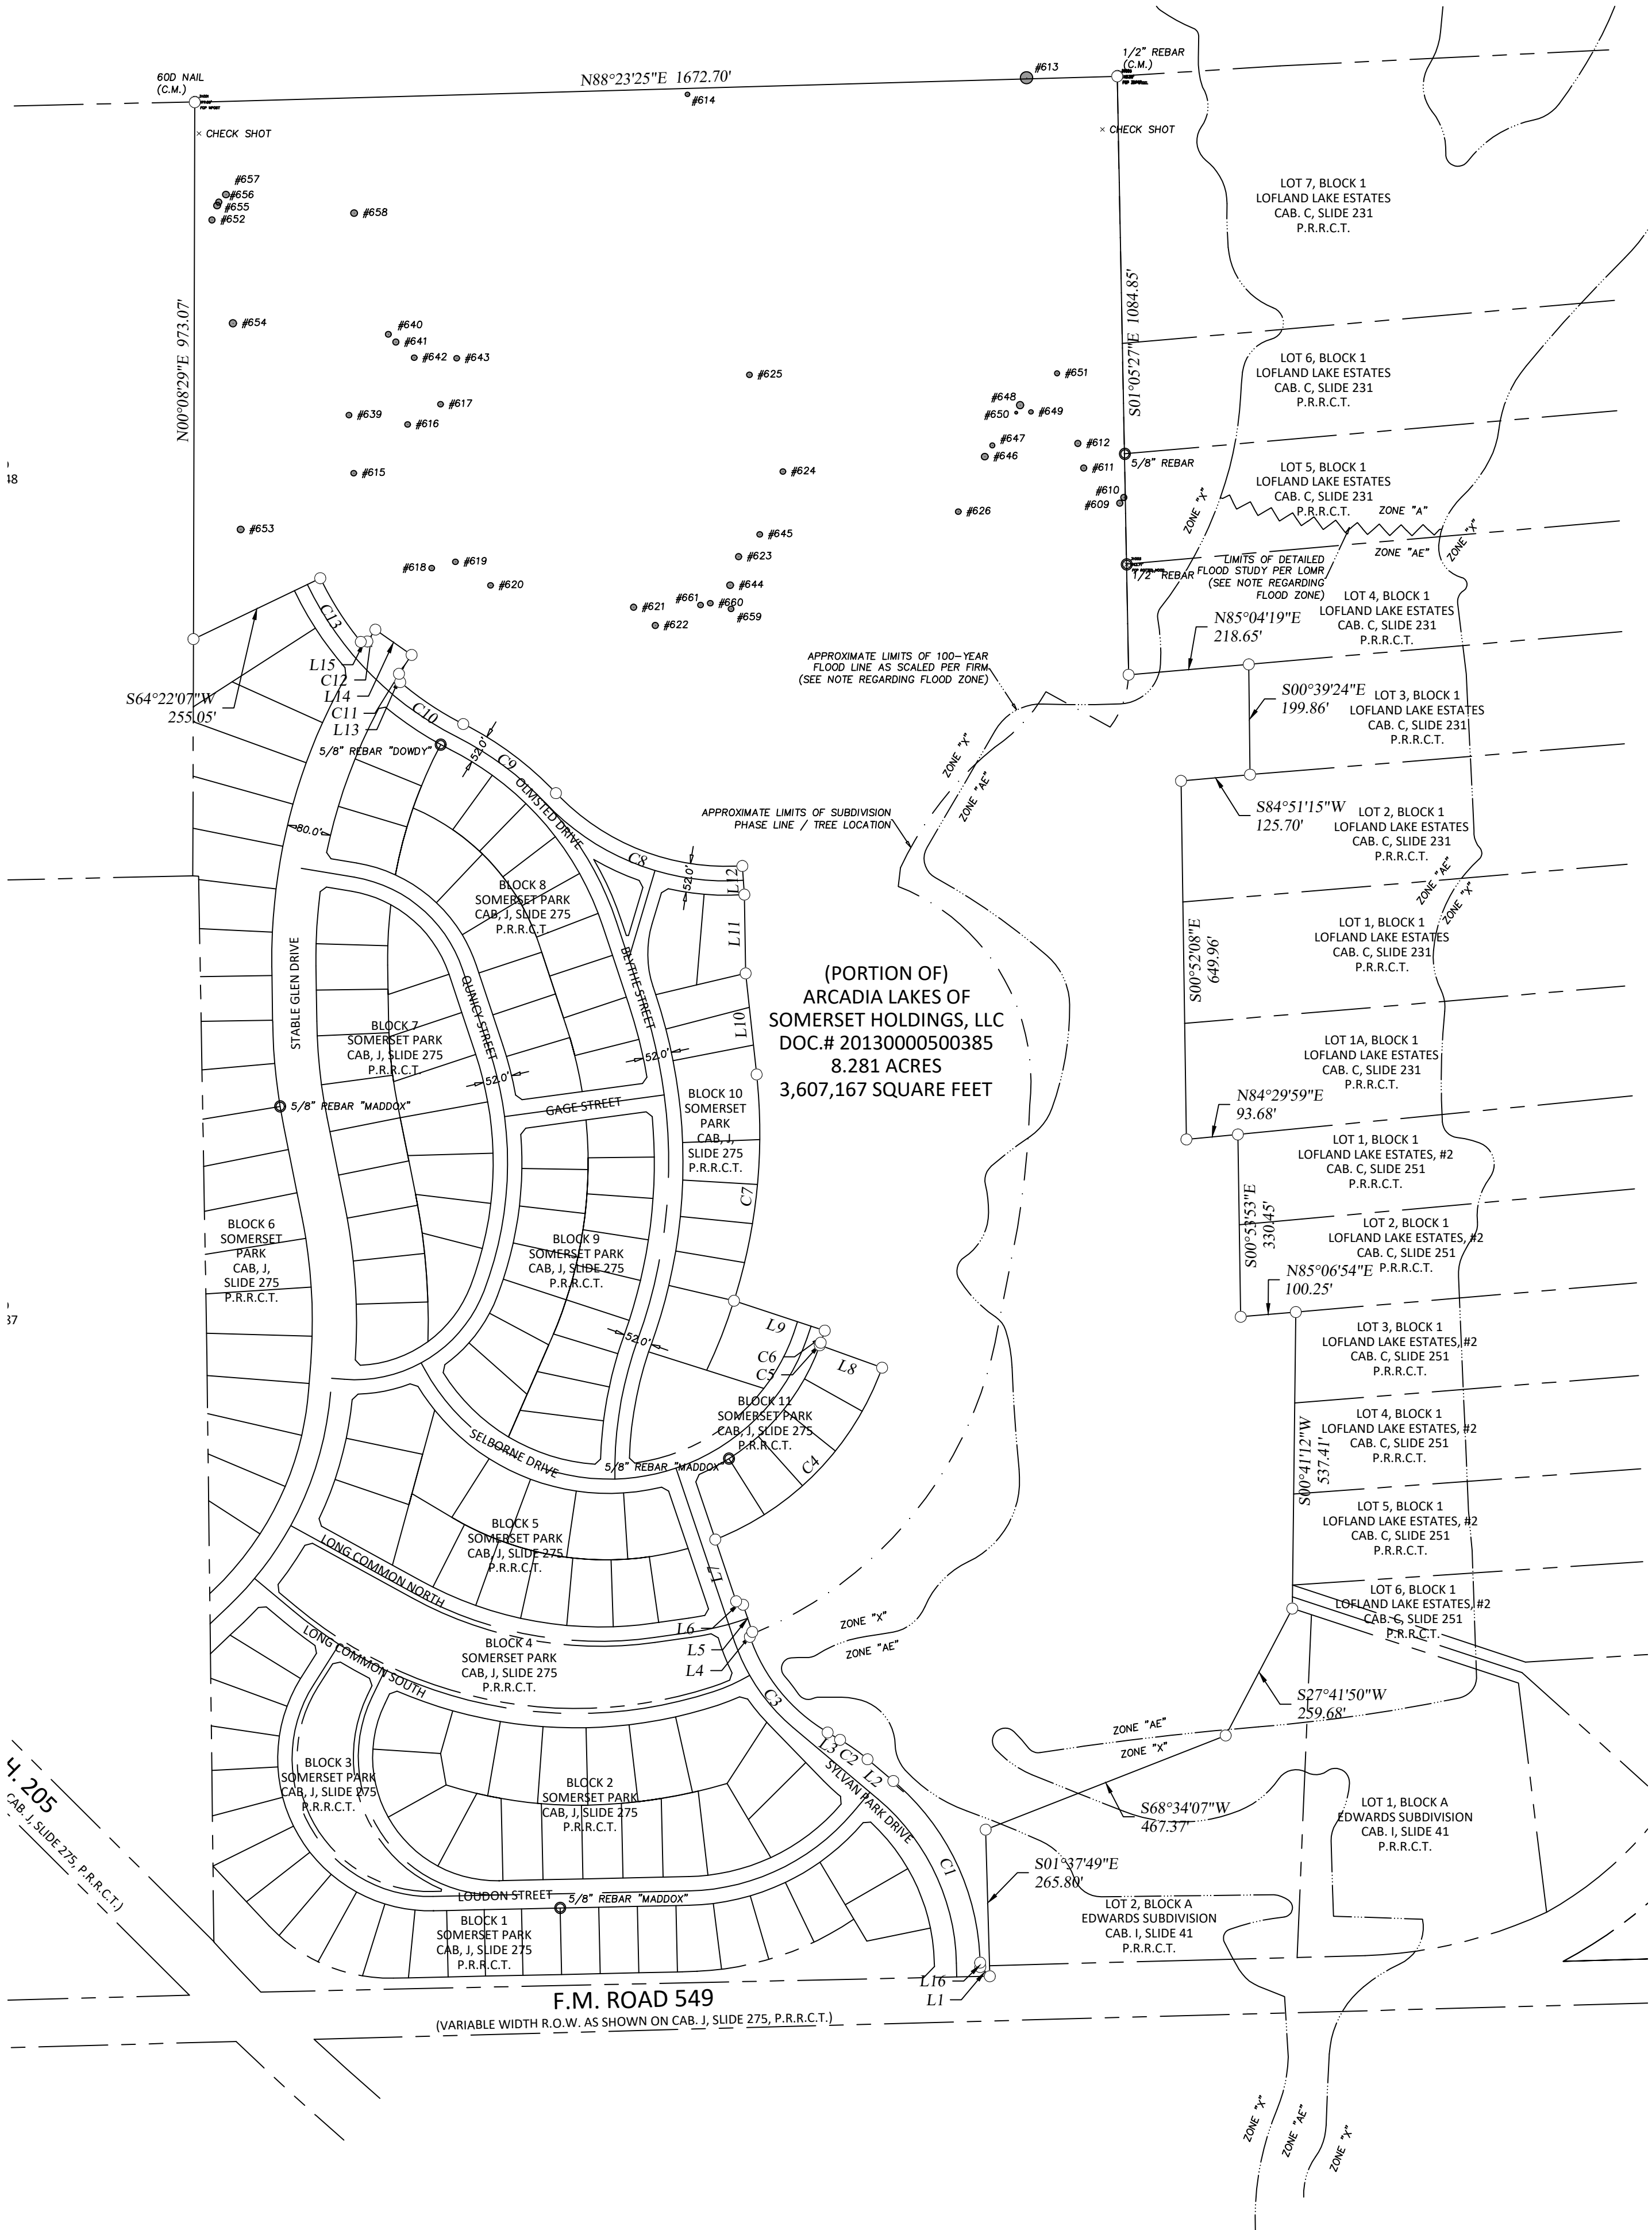 60D NAIL
(C.M.)
N88°23'25"E 1672.70'
#613
1/2" REBAR
(C.M.)
#614
× CHECK SHOT
× CHECK SHOT
#657
#656
#655
#652
#658
LOT 7, BLOCK 1
LOFLAND LAKE ESTATES
CAB. C, SLIDE 231
P.R.R.C.T.
N00°08'29"E 973.07'
S01°05'27"E 1084.85'
#654
#640
#641
#642
#643
#625
#651
LOT 6, BLOCK 1
LOFLAND LAKE ESTATES
CAB. C, SLIDE 231
P.R.R.C.T.
#639
#617
#616
#648
#650
#649
#647
#646
#612
#611
5/8" REBAR
#615
#624
48
LOT 5, BLOCK 1
LOFLAND LAKE ESTATES
CAB. C, SLIDE 231
P.R.R.C.T.
ZONE "X"
ZONE "A"
ZONE "AE"
ZONE "X"
#610
#609
#626
#653
#645
#623
#618
#619
#620
#644
#621
#661
#660
#659
#622
1/2" REBAR
LIMITS OF DETAILED
FLOOD STUDY PER LOMR
(SEE NOTE REGARDING
FLOOD ZONE)
LOT 4, BLOCK 1
LOFLAND LAKE ESTATES
CAB. C, SLIDE 231
P.R.R.C.T.
N85°04'19"E
218.65'
C13
L15
C12
L14
C11
L13
C10
S64°22'07"W
255.05'
APPROXIMATE LIMITS OF 100-YEAR
FLOOD LINE AS SCALED PER FIRM
(SEE NOTE REGARDING FLOOD ZONE)
S00°39'24"E
199.86'
LOT 3, BLOCK 1
LOFLAND LAKE ESTATES
CAB. C, SLIDE 231
P.R.R.C.T.
5/8" REBAR "DOWDY"
52.0'
C9
OLMSTED DRIVE
ZONE "X"
ZONE "AE"
S84°51'15"W
125.70'
APPROXIMATE LIMITS OF SUBDIVISION
PHASE LINE / TREE LOCATION
LOT 2, BLOCK 1
LOFLAND LAKE ESTATES
CAB. C, SLIDE 231
P.R.R.C.T.
80.0'
C8
52.0'
L12
BLOCK 8
SOMERSET PARK
CAB, J, SLIDE 275
P.R.R.C.T
ZONE "AE"
ZONE "X"
L11
LOT 1, BLOCK 1
LOFLAND LAKE ESTATES
CAB. C, SLIDE 231
P.R.R.C.T.
S00°52'08"E
649.96'
STABLE GLEN DRIVE
QUNICY STREET
BLYTHE STREET
(PORTION OF)
ARCADIA LAKES OF
SOMERSET HOLDINGS, LLC
DOC.# 20130000500385
8.281 ACRES
3,607,167 SQUARE FEET
L10
BLOCK 7
SOMERSET PARK
CAB, J, SLIDE 275
P.R.R.C.T.
52.0'
52.0'
LOT 1A, BLOCK 1
LOFLAND LAKE ESTATES
CAB. C, SLIDE 231
P.R.R.C.T.
5/8" REBAR "MADDOX"
GAGE STREET
BLOCK 10
SOMERSET
PARK
CAB, J,
SLIDE 275
P.R.R.C.T.
N84°29'59"E
93.68'
LOT 1, BLOCK 1
LOFLAND LAKE ESTATES, #2
CAB. C, SLIDE 251
P.R.R.C.T.
C7
S00°53'53"E
330.45'
BLOCK 6
SOMERSET
PARK
CAB, J,
SLIDE 275
P.R.R.C.T.
BLOCK 9
SOMERSET PARK
CAB, J, SLIDE 275
P.R.R.C.T.
LOT 2, BLOCK 1
LOFLAND LAKE ESTATES, #2
CAB. C, SLIDE 251
P.R.R.C.T.
N85°06'54"E
100.25'
37
L9
52.0'
C6
C5
L8
LOT 3, BLOCK 1
LOFLAND LAKE ESTATES, #2
CAB. C, SLIDE 251
P.R.R.C.T.
BLOCK 11
SOMERSET PARK
CAB, J, SLIDE 275
P.R.R.C.T.
SELBORNE DRIVE
5/8" REBAR "MADDOX"
C4
S00°41'12"W
537.41'
LOT 4, BLOCK 1
LOFLAND LAKE ESTATES, #2
CAB. C, SLIDE 251
P.R.R.C.T.
LOT 5, BLOCK 1
LOFLAND LAKE ESTATES, #2
CAB. C, SLIDE 251
P.R.R.C.T.
BLOCK 5
SOMERSET PARK
CAB, J, SLIDE 275
P.R.R.C.T.
LONG COMMON NORTH
L7
L6
L5
L4
ZONE "X"
ZONE "AE"
LOT 6, BLOCK 1
LOFLAND LAKE ESTATES, #2
CAB. C, SLIDE 251
P.R.R.C.T.
LONG COMMON SOUTH
BLOCK 4
SOMERSET PARK
CAB, J, SLIDE 275
P.R.R.C.T.
C3
S27°41'50"W
259.68'
L3
C2
L2
SYLVAN PARK DRIVE
ZONE "AE"
ZONE "X"
BLOCK 3
SOMERSET PARK
CAB, J, SLIDE 275
P.R.R.C.T.
BLOCK 2
SOMERSET PARK
CAB, J, SLIDE 275
P.R.R.C.T.
S68°34'07"W
467.37'
LOT 1, BLOCK A
EDWARDS SUBDIVISION
CAB. I, SLIDE 41
P.R.R.C.T.
H. 205
CAB. J, SLIDE 275, P.R.R.C.T.)
C1
S01°37'49"E
265.80'
LOUDON STREET
5/8" REBAR "MADDOX"
LOT 2, BLOCK A
EDWARDS SUBDIVISION
CAB. I, SLIDE 41
P.R.R.C.T.
BLOCK 1
SOMERSET PARK
CAB, J, SLIDE 275
P.R.R.C.T.
L16
L1
F.M. ROAD 549
(VARIABLE WIDTH R.O.W. AS SHOWN ON CAB. J, SLIDE 275, P.R.R.C.T.)
ZONE "X"
ZONE "AE"
ZONE "X"